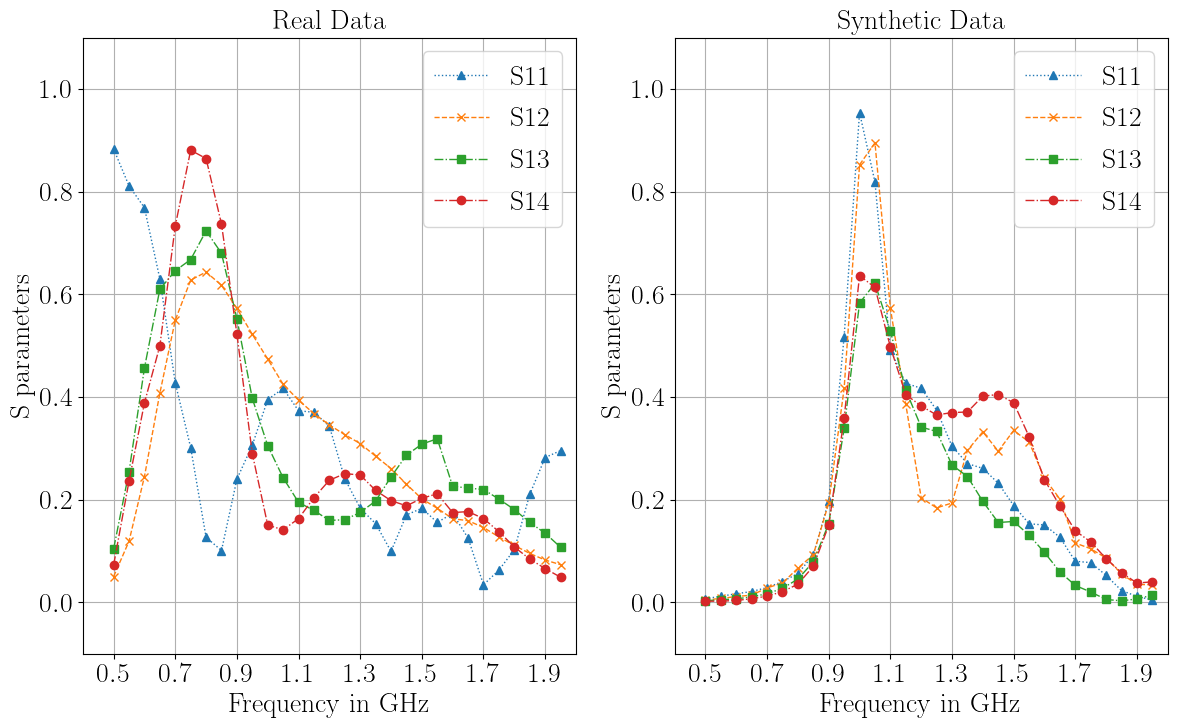 Real Data
S parameters
1.0
0.8
0.6
0.4
0.2
0.0
S11
S12
S13
S14
0.5 0.7 0.9 1.1 1.3 1.5 1.7 1.9
Frequency in GHz
Synthetic Data
S parameters
1.0
0.8
0.6
0.4
0.2
0.0
S11
S12
S13
S14
0.5 0.7 0.9 1.1 1.3 1.5 1.7 1.9
Frequency in GHz